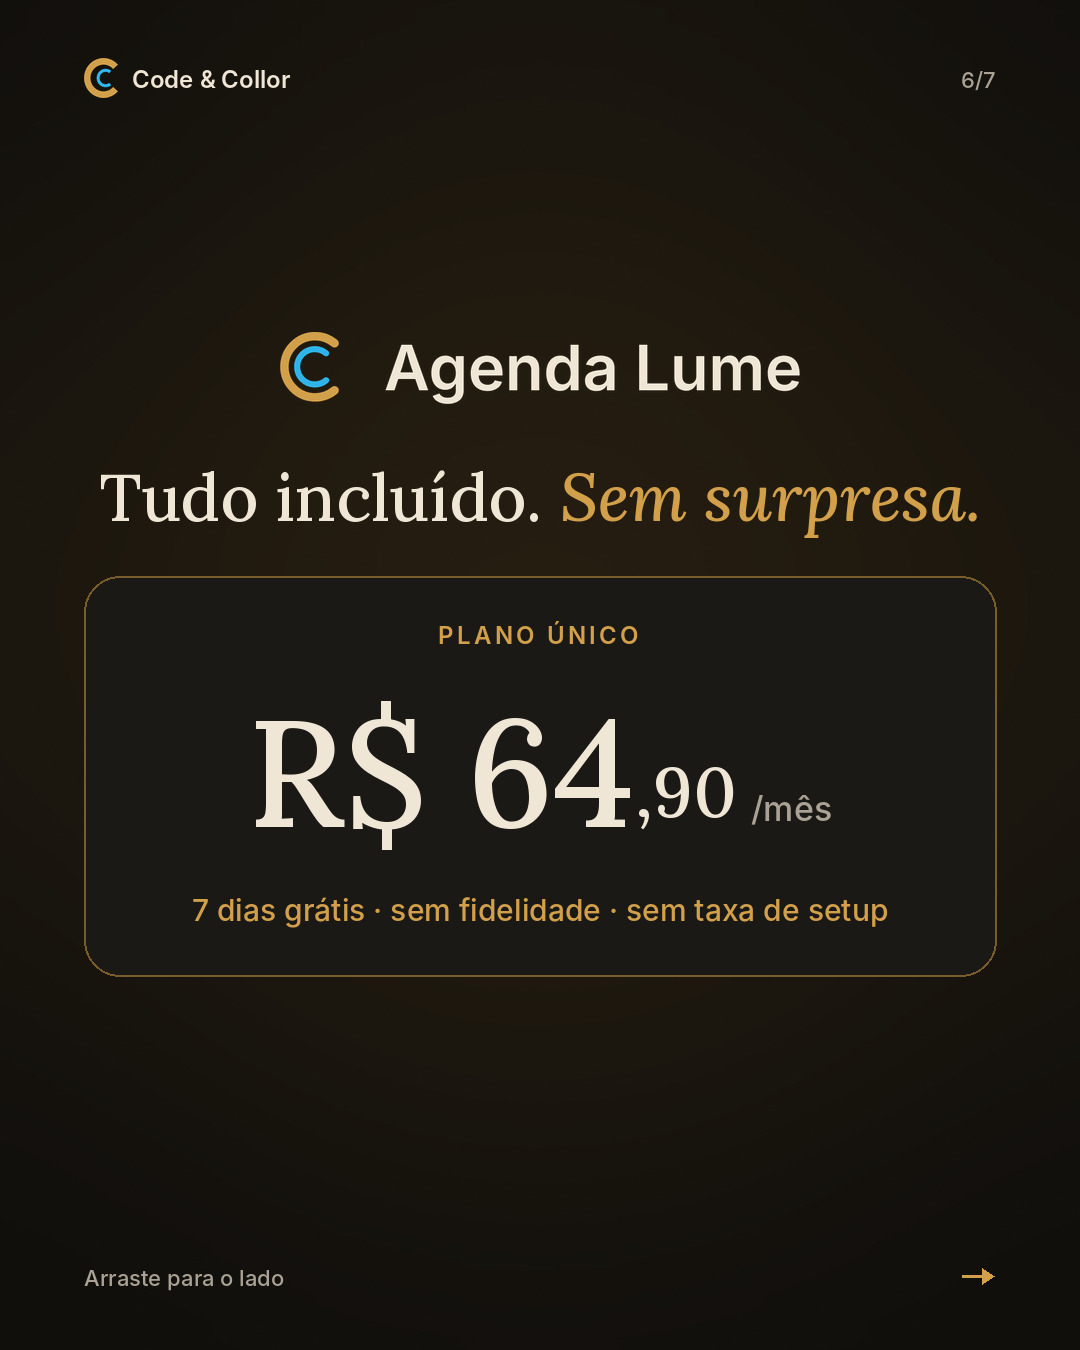 Code & Collor
6/7
Agenda Lume
Tudo incluído. Sem surpresa.
PLANO ÚNICO
R$ 64,90 /mês
7 dias grátis · sem fidelidade · sem taxa de setup
Arraste para o lado